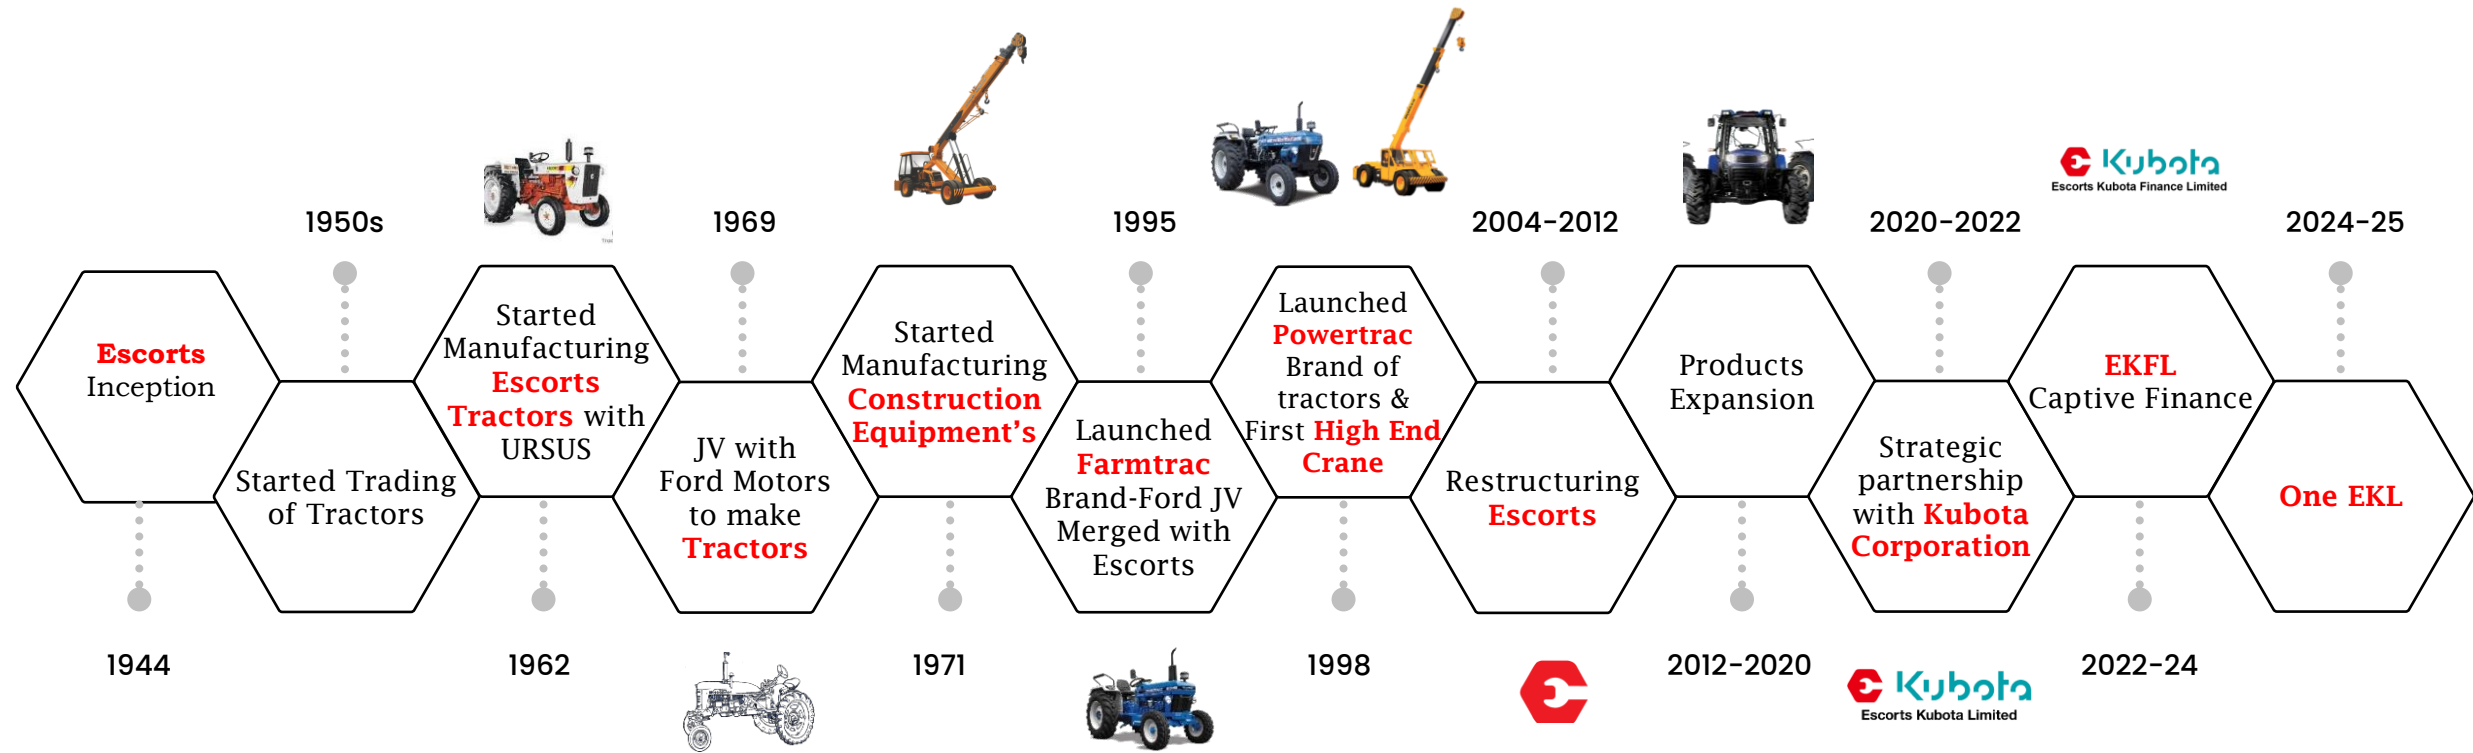 1944
Escorts
Inception
1950s
Started Trading
of Tractors
1962
Started
Manufacturing
Escorts
Tractors with
URSUS
1969
JV with
Ford Motors
to make
Tractors
1971
Started
Manufacturing
Construction
Equipment’s
1995
Launched
Farmtrac
Brand-Ford JV
Merged with
Escorts
1998
Launched
Powertrac
Brand of
tractors &
First High End
Crane
2004-2012
Restructuring
Escorts
2012-2020
Products
Expansion
2020-2022
Strategic
partnership
with Kubota
Corporation
Kubota
Escorts Kubota Limited
2022-24
EKFL
Captive Finance
Kubota
Escorts Kubota Finance Limited
2024-25
One EKL